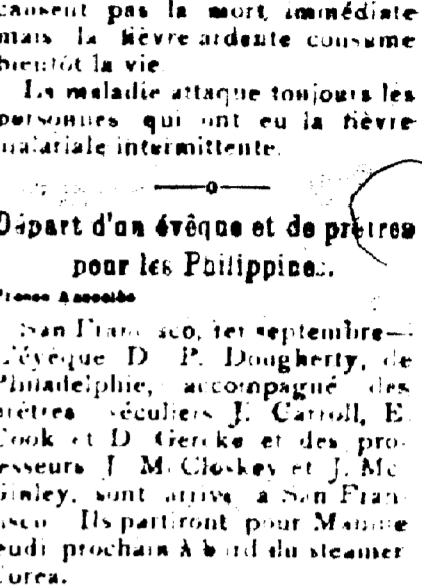 causent pas la mort immédiate
mais la fièvre ardente consume
bientôt la vie
La maladie attaque toujours les
personnes qui ont eu la fièvre
malariale intermittente.
Départ d'un évêque et de prêtres
pour les Philippines.
Presse Associée
San Francisco, 1er septembre—
L'évêque D. P. Dougherty, de
Philadelphie, accompagné des
prêtres séculiers J. Carroll, E.
Cook et D. Gercke et des pro-
fesseurs J. McCloskey et J. Mc
Ginley, sont arrivé à San Fran-
cisco. Ils partiront pour Manille
jeudi prochain à bord du steamer
Corea.